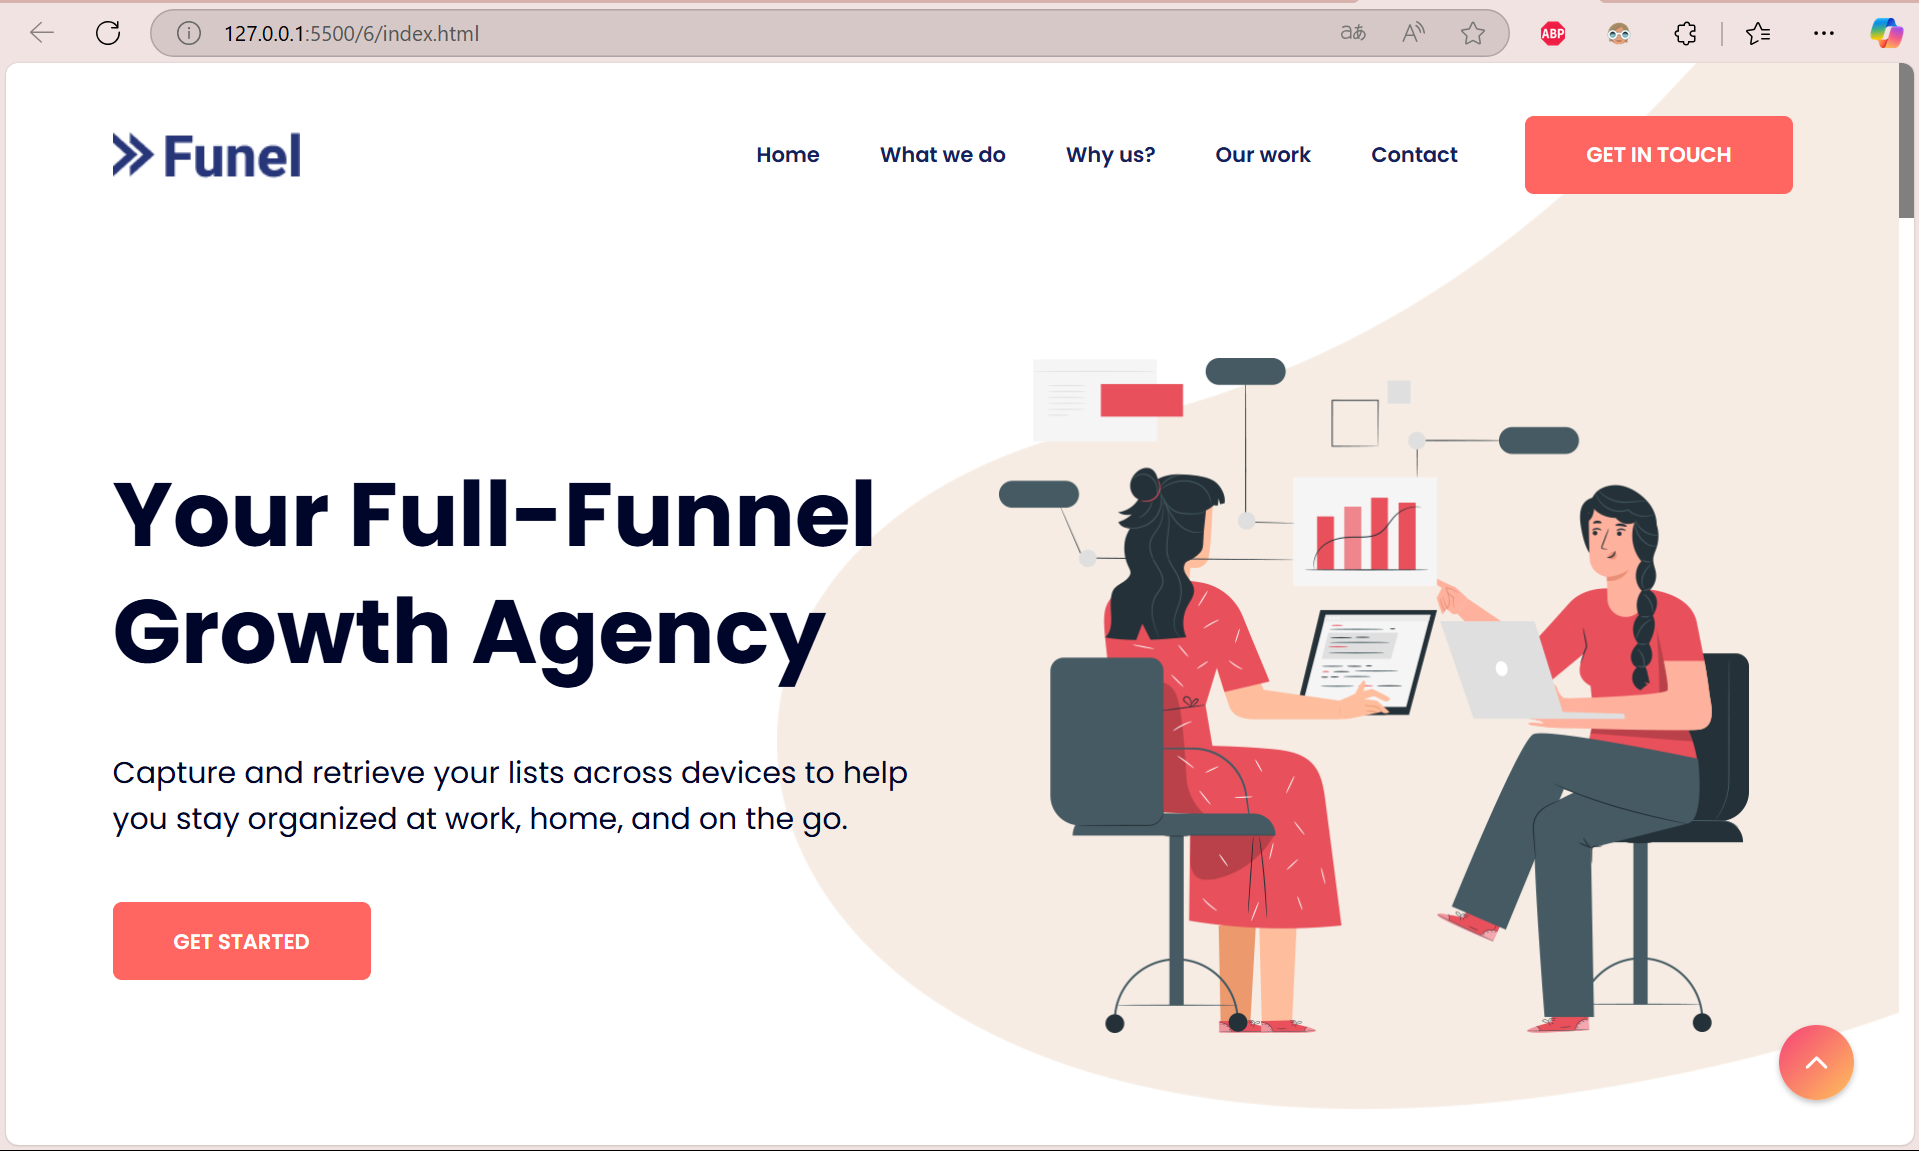 127.0.0.1:5500/6/index.html
aあ
A
ABP
Funel
Home
What we do
Why us?
Our work
Contact
GET IN TOUCH
Your Full-Funnel
Growth Agency
Capture and retrieve your lists across devices to help
you stay organized at work, home, and on the go.
GET STARTED